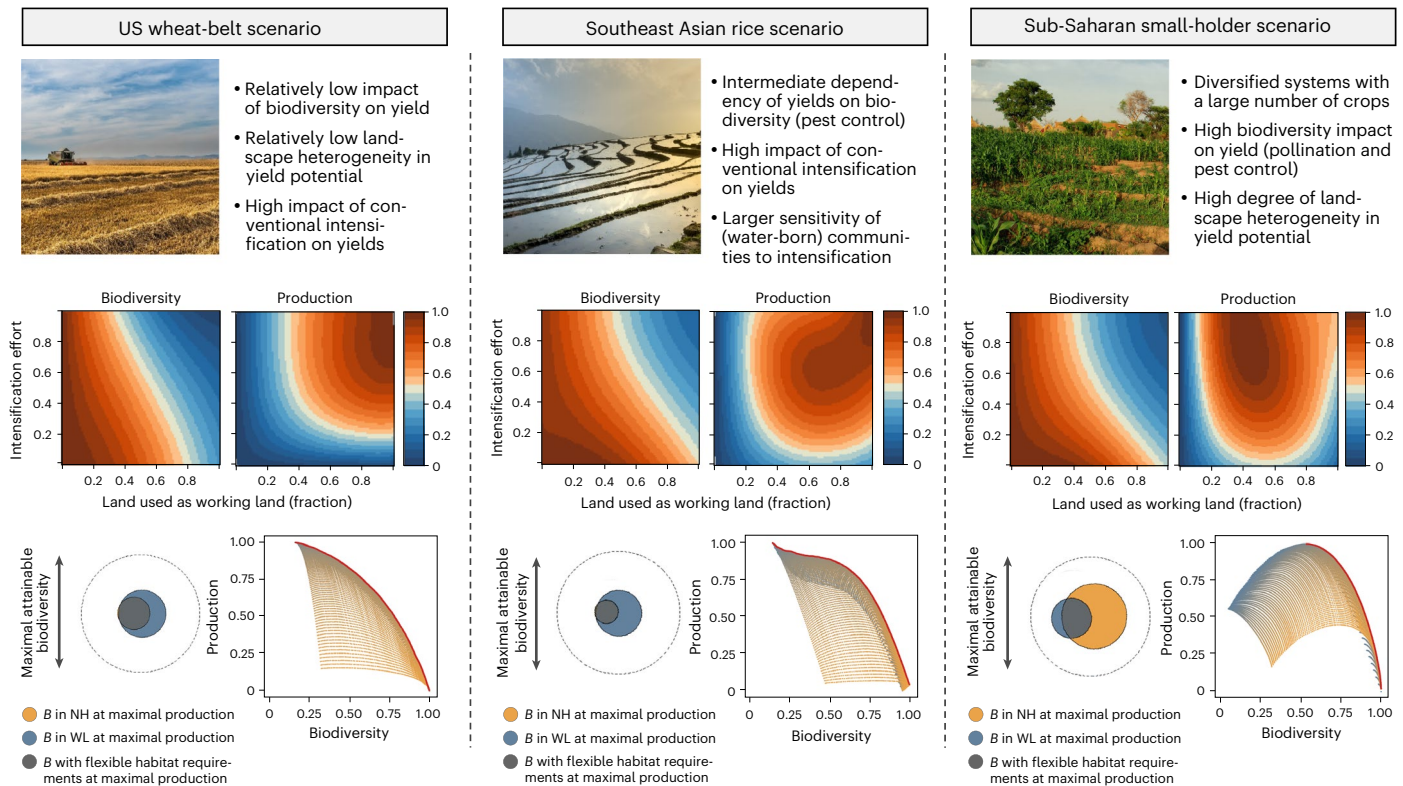 US wheat-belt scenario
• Relatively low impact
of biodiversity on yield
• Relatively low land-
scape heterogeneity in
yield potential
• High impact of con-
ventional intensi-
fication on yields
Biodiversity
Production
Intensification effort
0.8
0.6
0.4
0.2
1.0
0.8
0.6
0.4
0.2
0
0.2 0.4 0.6 0.8
0.2 0.4 0.6 0.8
Land used as working land (fraction)
Maximal attainable
biodiversity
Production
1.00
0.75
0.50
0.25
0
0 0.25 0.50 0.75 1.00
Biodiversity
B in NH at maximal production
B in WL at maximal production
B with flexible habitat require-
ments at maximal production
Southeast Asian rice scenario
• Intermediate depend-
ency of yields on bio-
diversity (pest control)
• High impact of con-
ventional intensification
on yields
• Larger sensitivity of
(water-born) communi-
ties to intensification
Biodiversity
Production
Intensification effort
0.8
0.6
0.4
0.2
1.0
0.8
0.6
0.4
0.2
0
0.2 0.4 0.6 0.8
0.2 0.4 0.6 0.8
Land used as working land (fraction)
Maximal attainable
biodiversity
Production
1.00
0.75
0.50
0.25
0
0 0.25 0.50 0.75 1.00
Biodiversity
B in NH at maximal production
B in WL at maximal production
B with flexible habitat require-
ments at maximal production
Sub-Saharan small-holder scenario
• Diversified systems with
a large number of crops
• High biodiversity impact
on yield (pollination and
pest control)
• High degree of land-
scape heterogeneity in
yield potential
Biodiversity
Production
Intensification effort
0.8
0.6
0.4
0.2
1.0
0.8
0.6
0.4
0.2
0
0.2 0.4 0.6 0.8
0.2 0.4 0.6 0.8
Land used as working land (fraction)
Maximal attainable
biodiversity
Production
1.00
0.75
0.50
0.25
0
0 0.25 0.50 0.75 1.00
Biodiversity
B in NH at maximal production
B in WL at maximal production
B with flexible habitat require-
ments at maximal production